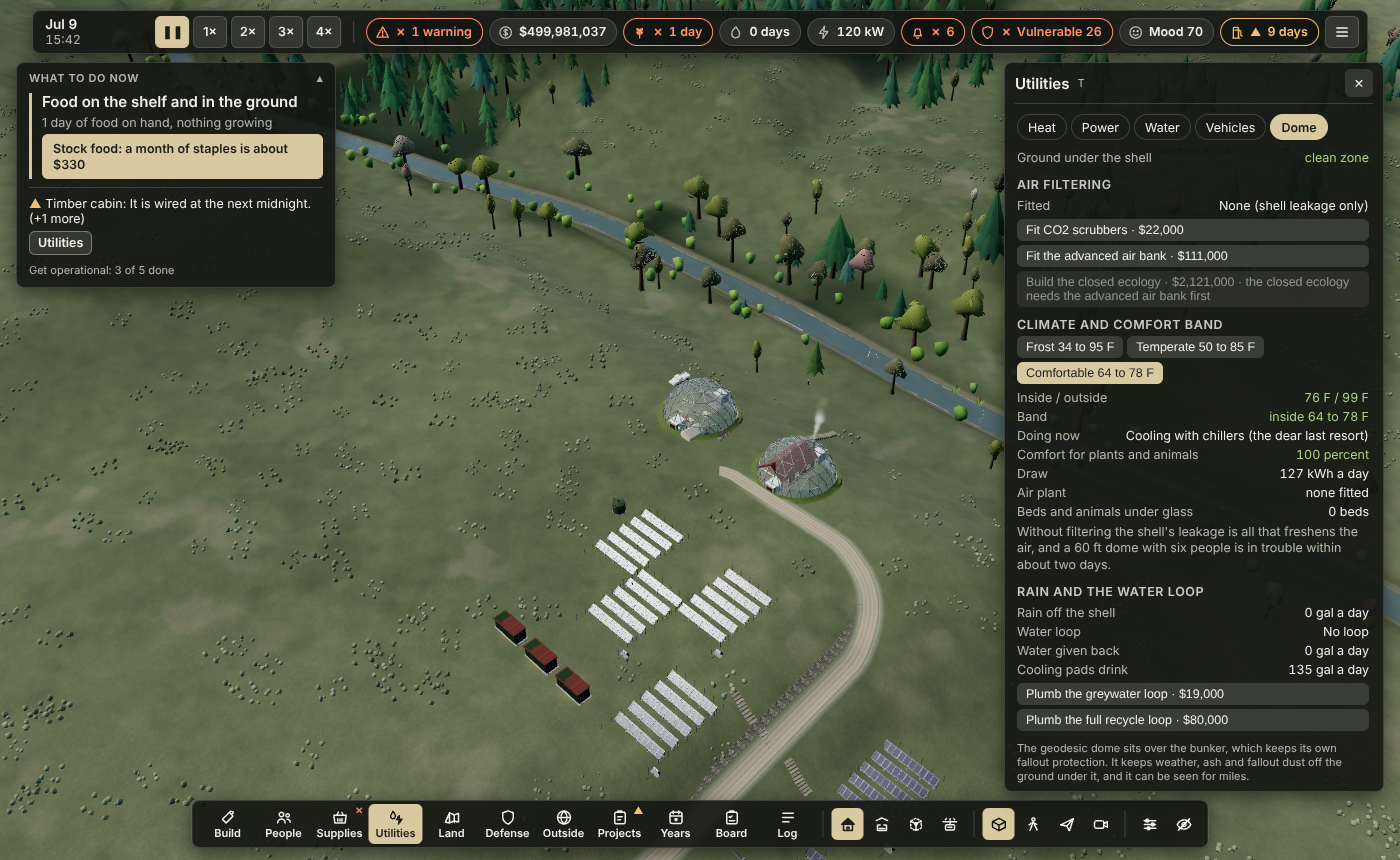 Jul 9
15:42
1×
2×
3×
4×
× 1 warning
$499,981,037
× 1 day
0 days
120 kW
× 6
× Vulnerable 26
Mood 70
▲ 9 days
WHAT TO DO NOW
Food on the shelf and in the ground
1 day of food on hand, nothing growing
Stock food: a month of staples is about
$330
Timber cabin: It is wired at the next midnight.
(+1 more)
Utilities
Get operational: 3 of 5 done
Utilities T
Heat
Power
Water
Vehicles
Dome
Ground under the shell clean zone
AIR FILTERING
Fitted None (shell leakage only)
Fit CO2 scrubbers · $22,000
Fit the advanced air bank · $111,000
Build the closed ecology · $2,121,000 · the closed ecology
needs the advanced air bank first
CLIMATE AND COMFORT BAND
Frost 34 to 95 F
Temperate 50 to 85 F
Comfortable 64 to 78 F
Inside / outside 76 F / 99 F
Band inside 64 to 78 F
Doing now Cooling with chillers (the dear last resort)
Comfort for plants and animals 100 percent
Draw 127 kWh a day
Air plant none fitted
Beds and animals under glass 0 beds
Without filtering the shell's leakage is all that freshens the
air, and a 60 ft dome with six people is in trouble within
about two days.
RAIN AND THE WATER LOOP
Rain off the shell 0 gal a day
Water loop No loop
Water given back 0 gal a day
Cooling pads drink 135 gal a day
Plumb the greywater loop · $19,000
Plumb the full recycle loop · $80,000
The geodesic dome sits over the bunker, which keeps its own
fallout protection. It keeps weather, ash and fallout dust off the
ground under it, and it can be seen for miles.
Build
People
Supplies
Utilities
Land
Defense
Outside
Projects
Years
Board
Log